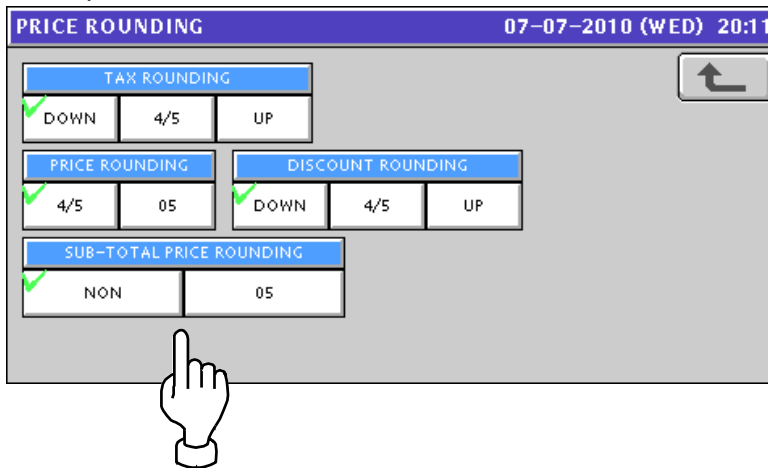 PRICE ROUNDING 07-07-2010 (WED) 20:11
TAX ROUNDING
DOWN 4/5 UP
PRICE ROUNDING DISCOUNT ROUNDING
4/5 05 DOWN 4/5 UP
SUB-TOTAL PRICE ROUNDING
NON 05